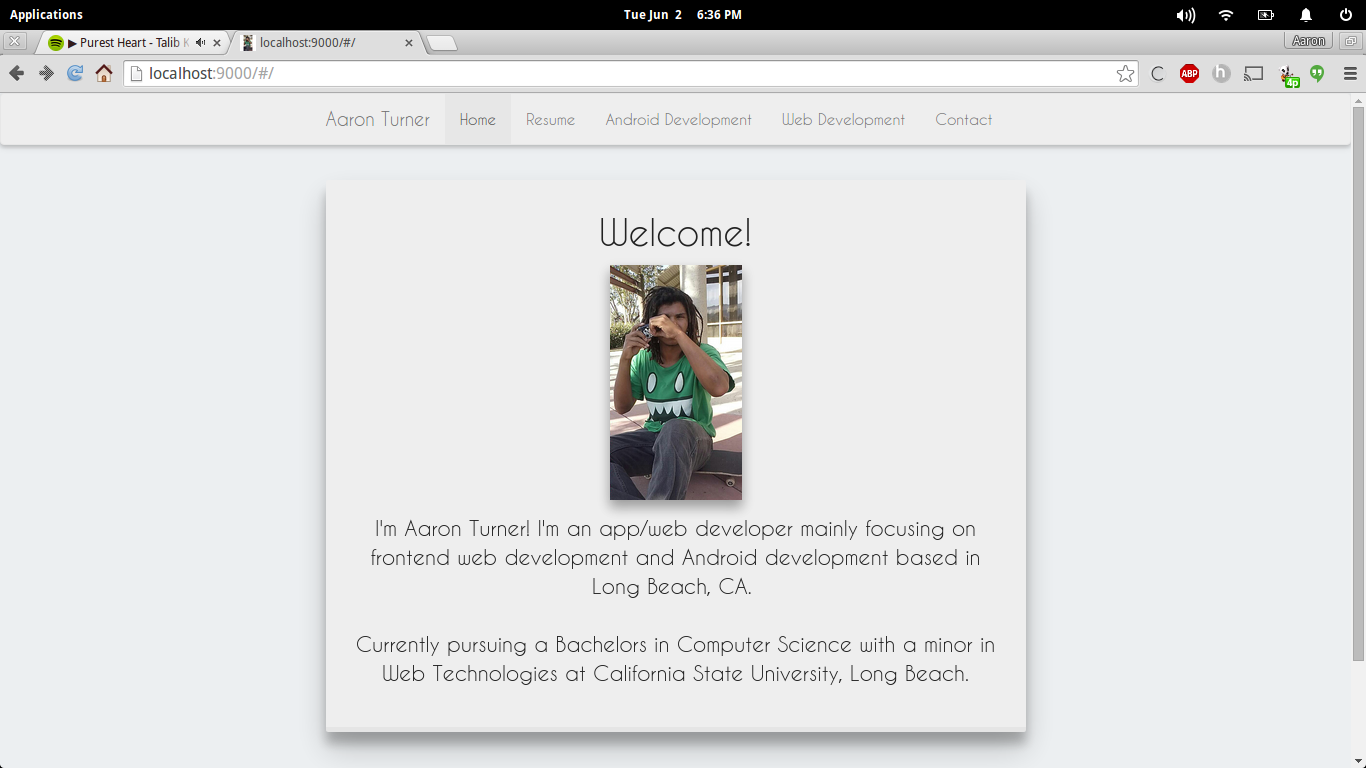 Applications
Tue Jun 2 6:36 PM
▶ Purest Heart - Talib K
localhost:9000/#/
Aaron
localhost:9000/#/
C
ABP
h
4p
Aaron Turner
Home
Resume
Android Development
Web Development
Contact
Welcome!
I'm Aaron Turner! I'm an app/web developer mainly focusing on
frontend web development and Android development based in
Long Beach, CA.
Currently pursuing a Bachelors in Computer Science with a minor in
Web Technologies at California State University, Long Beach.